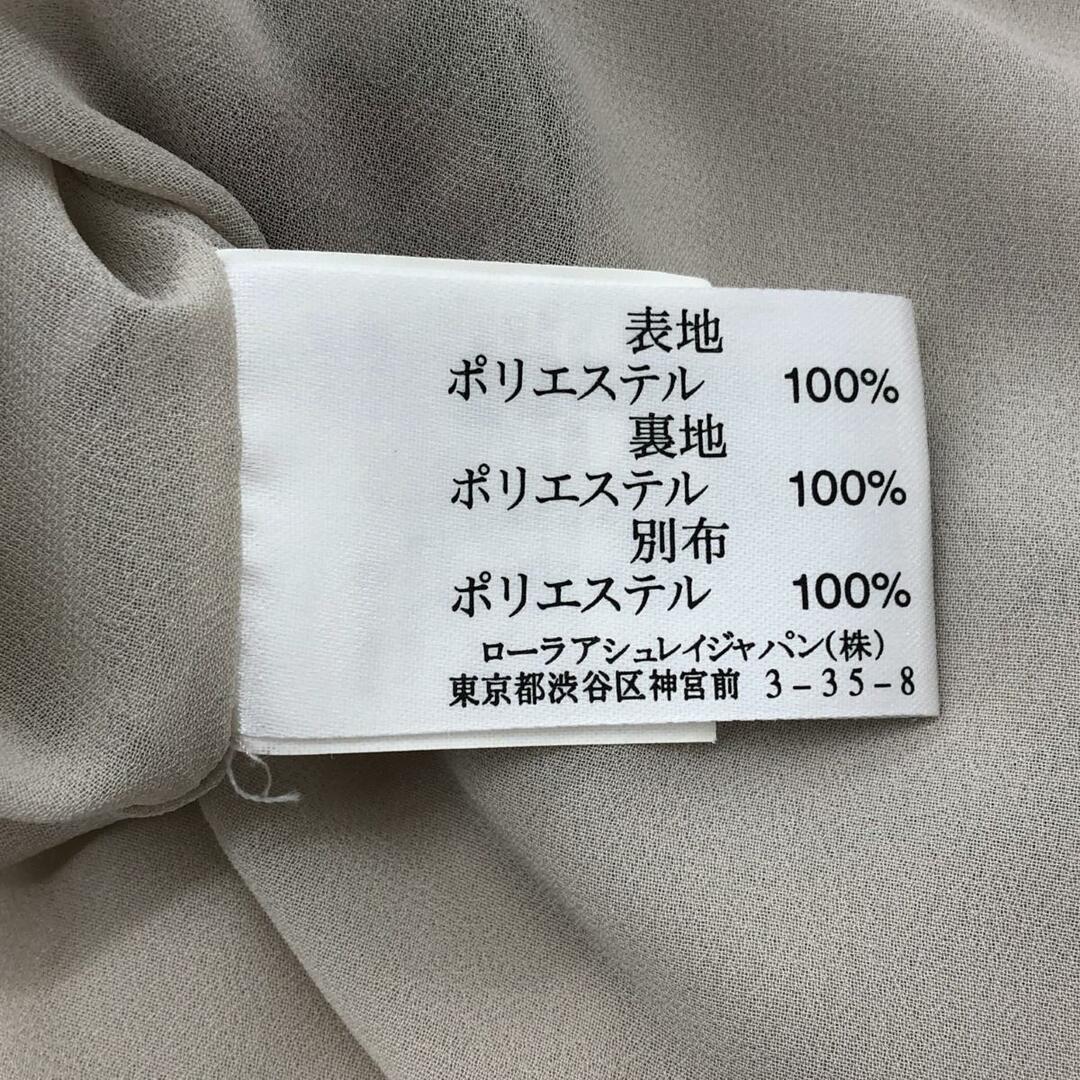 表地
ポリエステル 100%
裏地
ポリエステル 100%
別布
ポリエステル 100%
ローラアシュレイジャパン(株)
東京都渋谷区神宮前 3-35-8